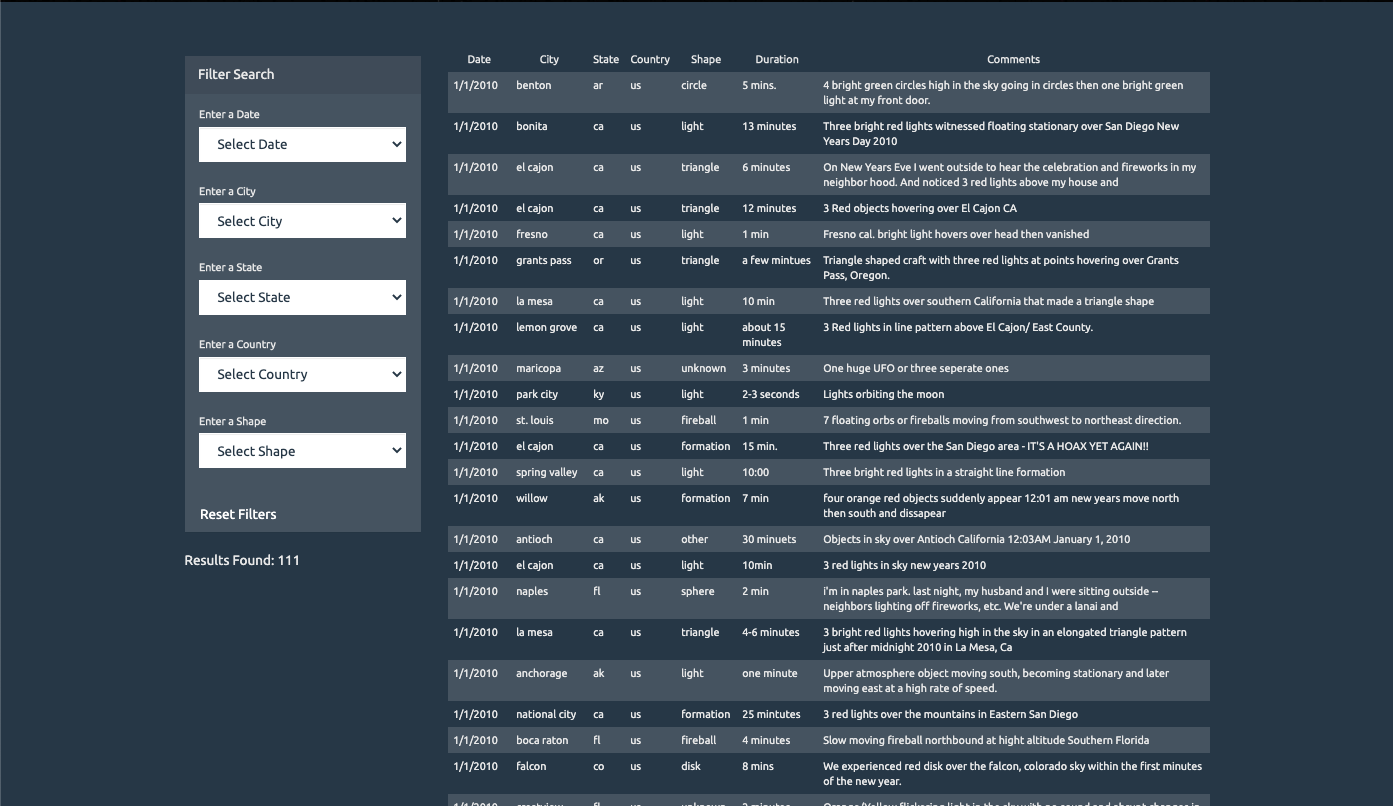 Filter Search
Enter a Date
Select Date
Enter a City
Select City
Enter a State
Select State
Enter a Country
Select Country
Enter a Shape
Select Shape
Reset Filters
Results Found: 111
Date City State Country Shape Duration Comments
1/1/2010 benton ar us circle 5 mins. 4 bright green circles high in the sky going in circles then one bright green
light at my front door.
1/1/2010 bonita ca us light 13 minutes Three bright red lights witnessed floating stationary over San Diego New
Years Day 2010
1/1/2010 el cajon ca us triangle 6 minutes On New Years Eve I went outside to hear the celebration and fireworks in my
neighbor hood. And noticed 3 red lights above my house and
1/1/2010 el cajon ca us triangle 12 minutes 3 Red objects hovering over El Cajon CA
1/1/2010 fresno ca us light 1 min Fresno cal. bright light hovers over head then vanished
1/1/2010 grants pass or us triangle a few mintues Triangle shaped craft with three red lights at points hovering over Grants
Pass, Oregon.
1/1/2010 la mesa ca us light 10 min Three red lights over southern California that made a triangle shape
1/1/2010 lemon grove ca us light about 15 3 Red lights in line pattern above El Cajon/ East County.
minutes
1/1/2010 maricopa az us unknown 3 minutes One huge UFO or three seperate ones
1/1/2010 park city ky us light 2-3 seconds Lights orbiting the moon
1/1/2010 st. louis mo us fireball 1 min 7 floating orbs or fireballs moving from southwest to northeast direction.
1/1/2010 el cajon ca us formation 15 min. Three red lights over the San Diego area - IT'S A HOAX YET AGAIN!!
1/1/2010 spring valley ca us light 10:00 Three bright red lights in a straight line formation
1/1/2010 willow ak us formation 7 min four orange red objects suddenly appear 12:01 am new years move north
then south and dissapear
1/1/2010 antioch ca us other 30 minuets Objects in sky over Antioch California 12:03AM January 1, 2010
1/1/2010 el cajon ca us light 10min 3 red lights in sky new years 2010
1/1/2010 naples fl us sphere 2 min i'm in naples park. last night, my husband and I were sitting outside --
neighbors lighting off fireworks, etc. We're under a lanai and
1/1/2010 la mesa ca us triangle 4-6 minutes 3 bright red lights hovering high in the sky in an elongated triangle pattern
just after midnight 2010 in La Mesa, Ca
1/1/2010 anchorage ak us light one minute Upper atmosphere object moving south, becoming stationary and later
moving east at a high rate of speed.
1/1/2010 national city ca us formation 25 mintutes 3 red lights over the mountains in Eastern San Diego
1/1/2010 boca raton fl us fireball 4 minutes Slow moving fireball northbound at hight altitude Southern Florida
1/1/2010 falcon co us disk 8 mins We experienced red disk over the falcon, colorado sky within the first minutes
of the new year.